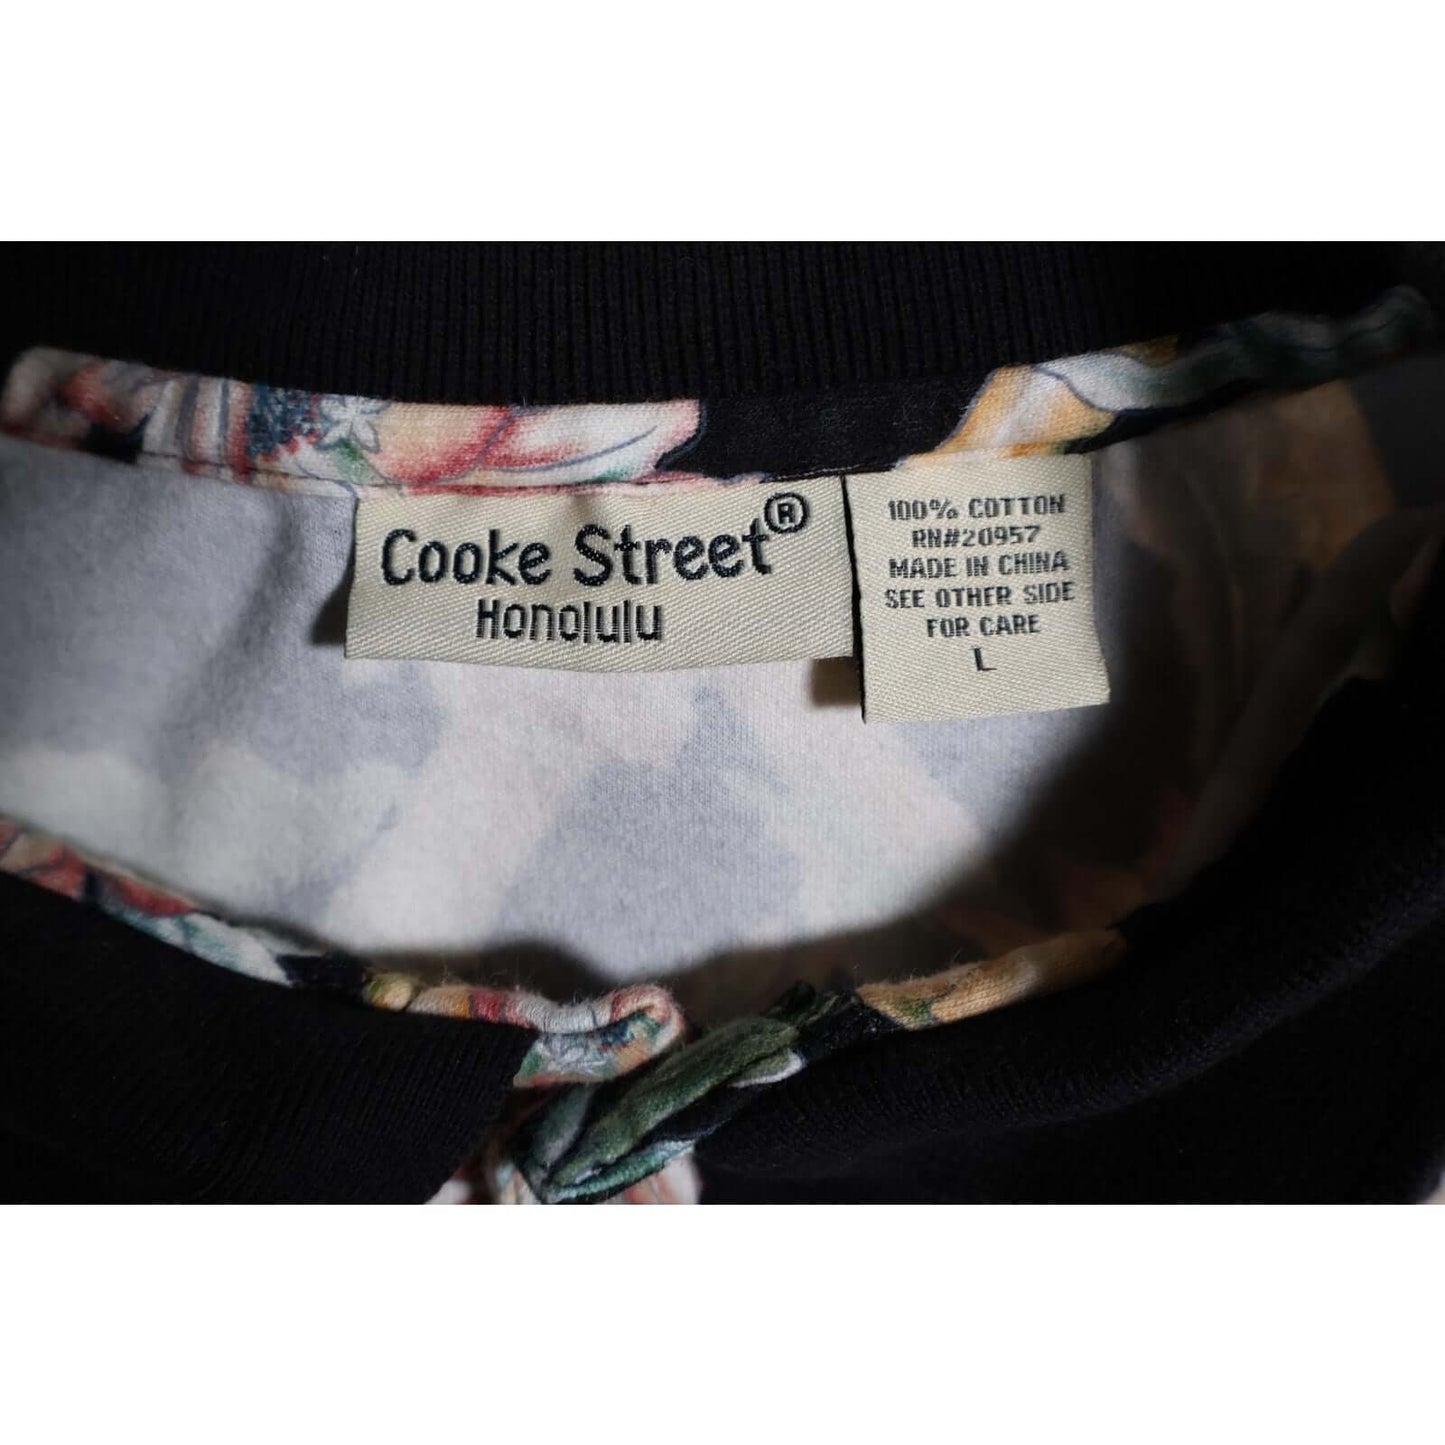 Cooke Street®
Honolulu
100% COTTON
RN#20957
MADE IN CHINA
SEE OTHER SIDE
FOR CARE
L